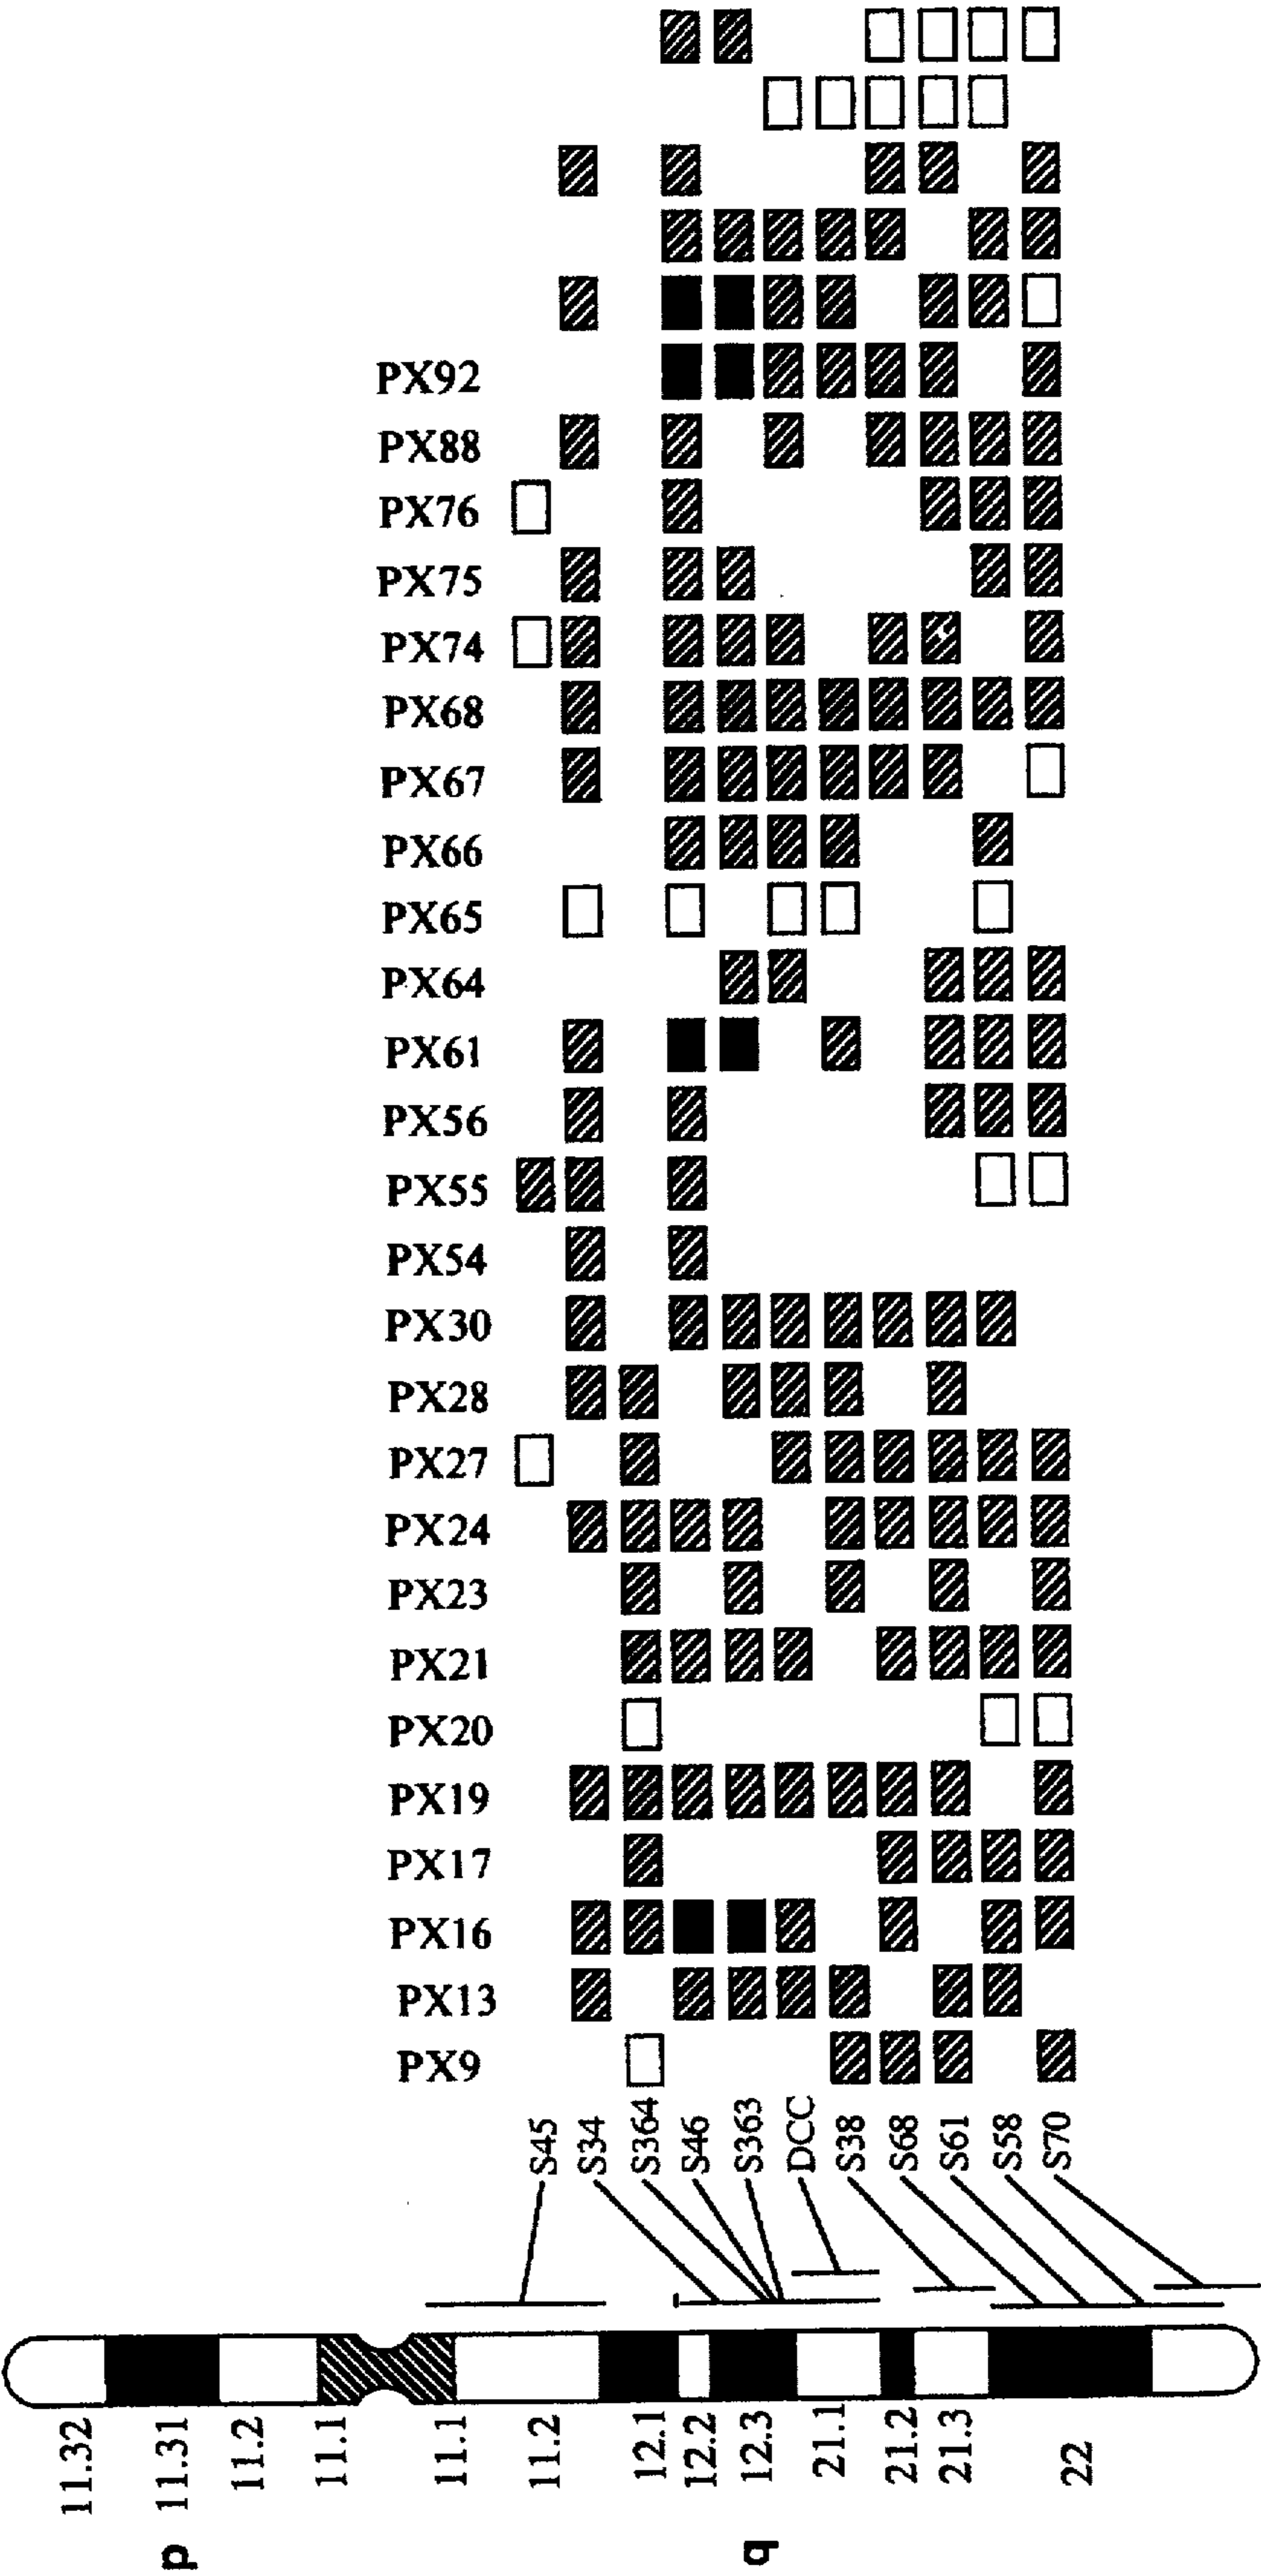 PX92
PX88
PX76
PX75
PX74
PX68
PX67
PX66
PX65
PX64
PX61
PX56
PX55
PX54
PX30
PX28
PX27
PX24
PX23
PX21
PX20
PX19
PX17
PX16
PX13
PX9
S45
S34
S364
S46
S363
DCC
S38
S68
S61
S58
S70
11.32
11.31
11.2
11.1
11.1
11.2
12.1
12.2
12.3
21.1
21.2
21.3
22
p
q